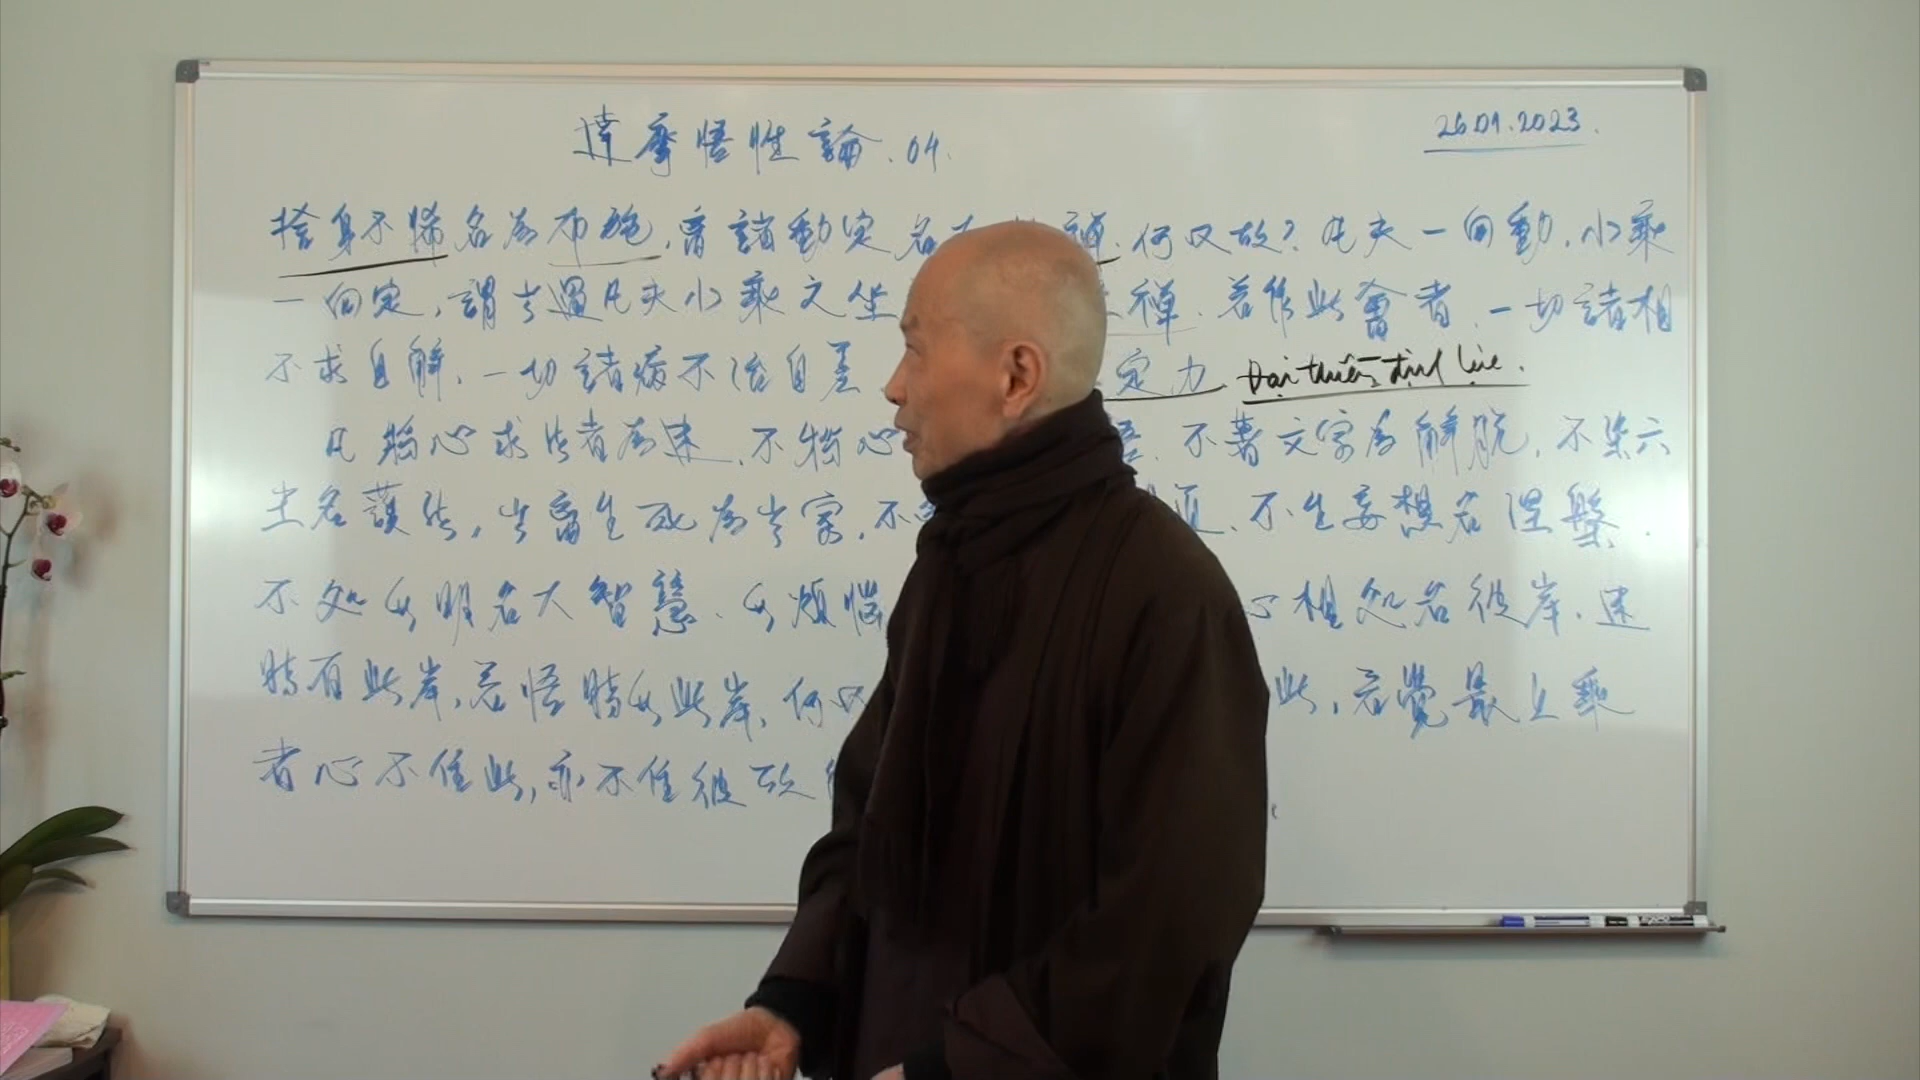 達摩悟性論.04.
26.01.2023.
捨身不悕名為布施，離諸動定名 禪.何以故？凡夫一向動，小乘
一向定，謂出過凡夫小乘之坐 禪.若作此會者，一切諸相
不求自解，一切諸病不治自差 定力 Đại thiền định lực.
凡將心求法者為迷，不將心 悟.不著文字為解脫，不染六
塵名護法，出離生死為出家，不 道.不生妄想名涅槃.
不處無明名大智慧.無煩惱 心相處名彼岸.迷
時有此岸，若悟時無此岸.何以 此，若覺最上乘
者心不住此，亦不住彼故